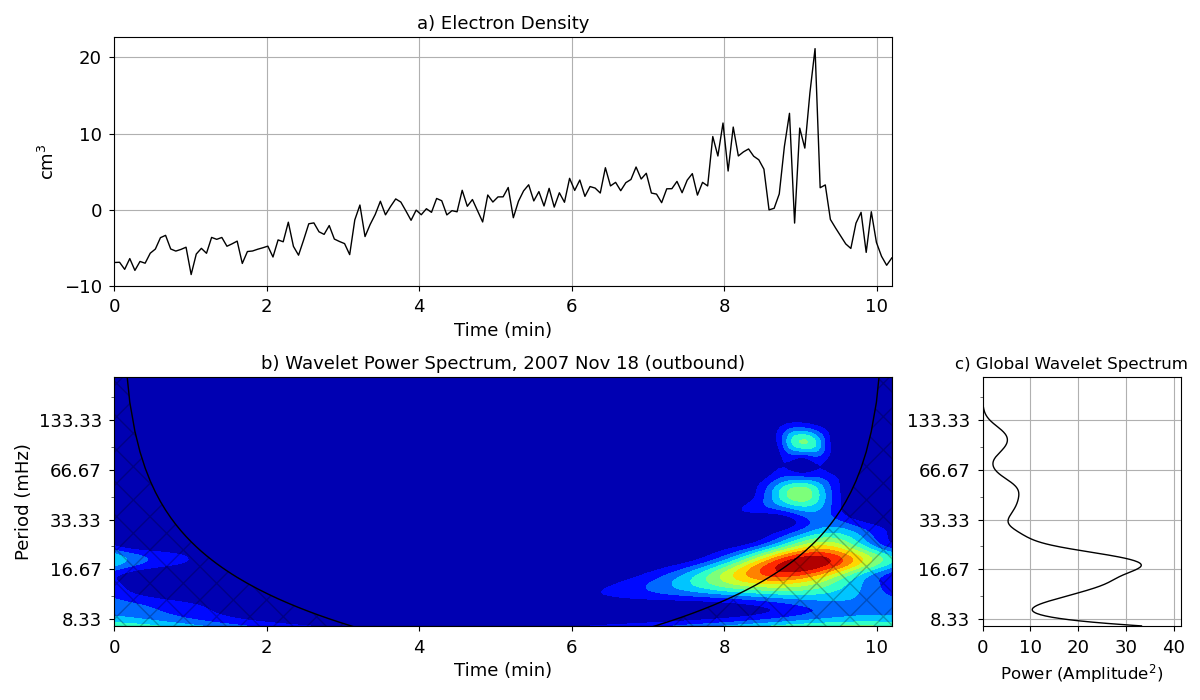 a) Electron Density
20
10
0
−10
cm³
0 2 4 6 8 10
Time (min)
b) Wavelet Power Spectrum, 2007 Nov 18 (outbound)
133.33
66.67
33.33
16.67
8.33
Period (mHz)
0 2 4 6 8 10
Time (min)
c) Global Wavelet Spectrum
133.33
66.67
33.33
16.67
8.33
0 10 20 30 40
Power (Amplitude²)